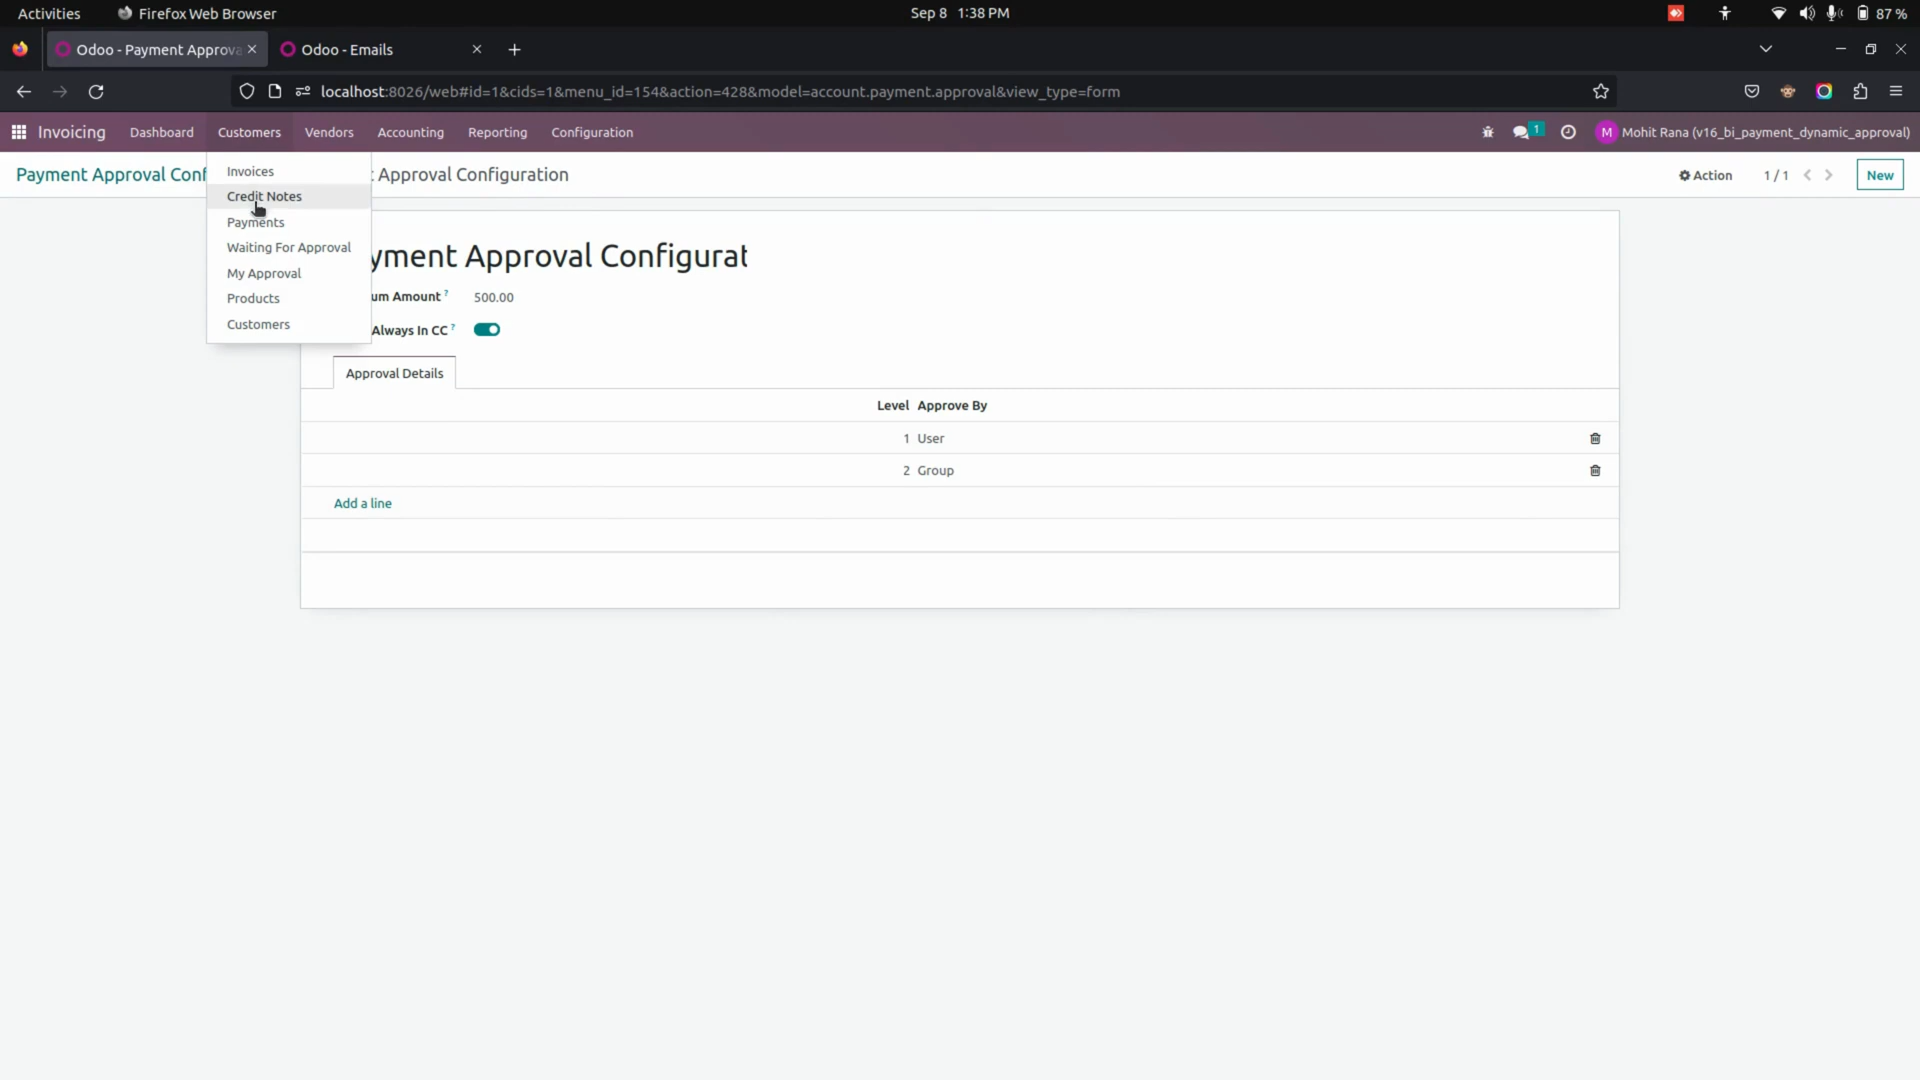 Activities Firefox Web Browser Sep 8 1:38 PM 87 %
Odoo - Payment Approva Odoo - Emails
localhost:8026/web#id=1&cids=1&menu_id=154&action=428&model=account.payment.approval&view_type=form
Invoicing Dashboard Customers Vendors Accounting Reporting Configuration 1 M Mohit Rana (v16_bi_payment_dynamic_approval)
Payment Approval Conf Approval Configuration Action 1 / 1 New
Invoices
Credit Notes
Payments
Waiting For Approval
My Approval
Products
Customers
yment Approval Configurat
um Amount ? 500.00
Always In CC ?
Approval Details
Level Approve By
1 User
2 Group
Add a line